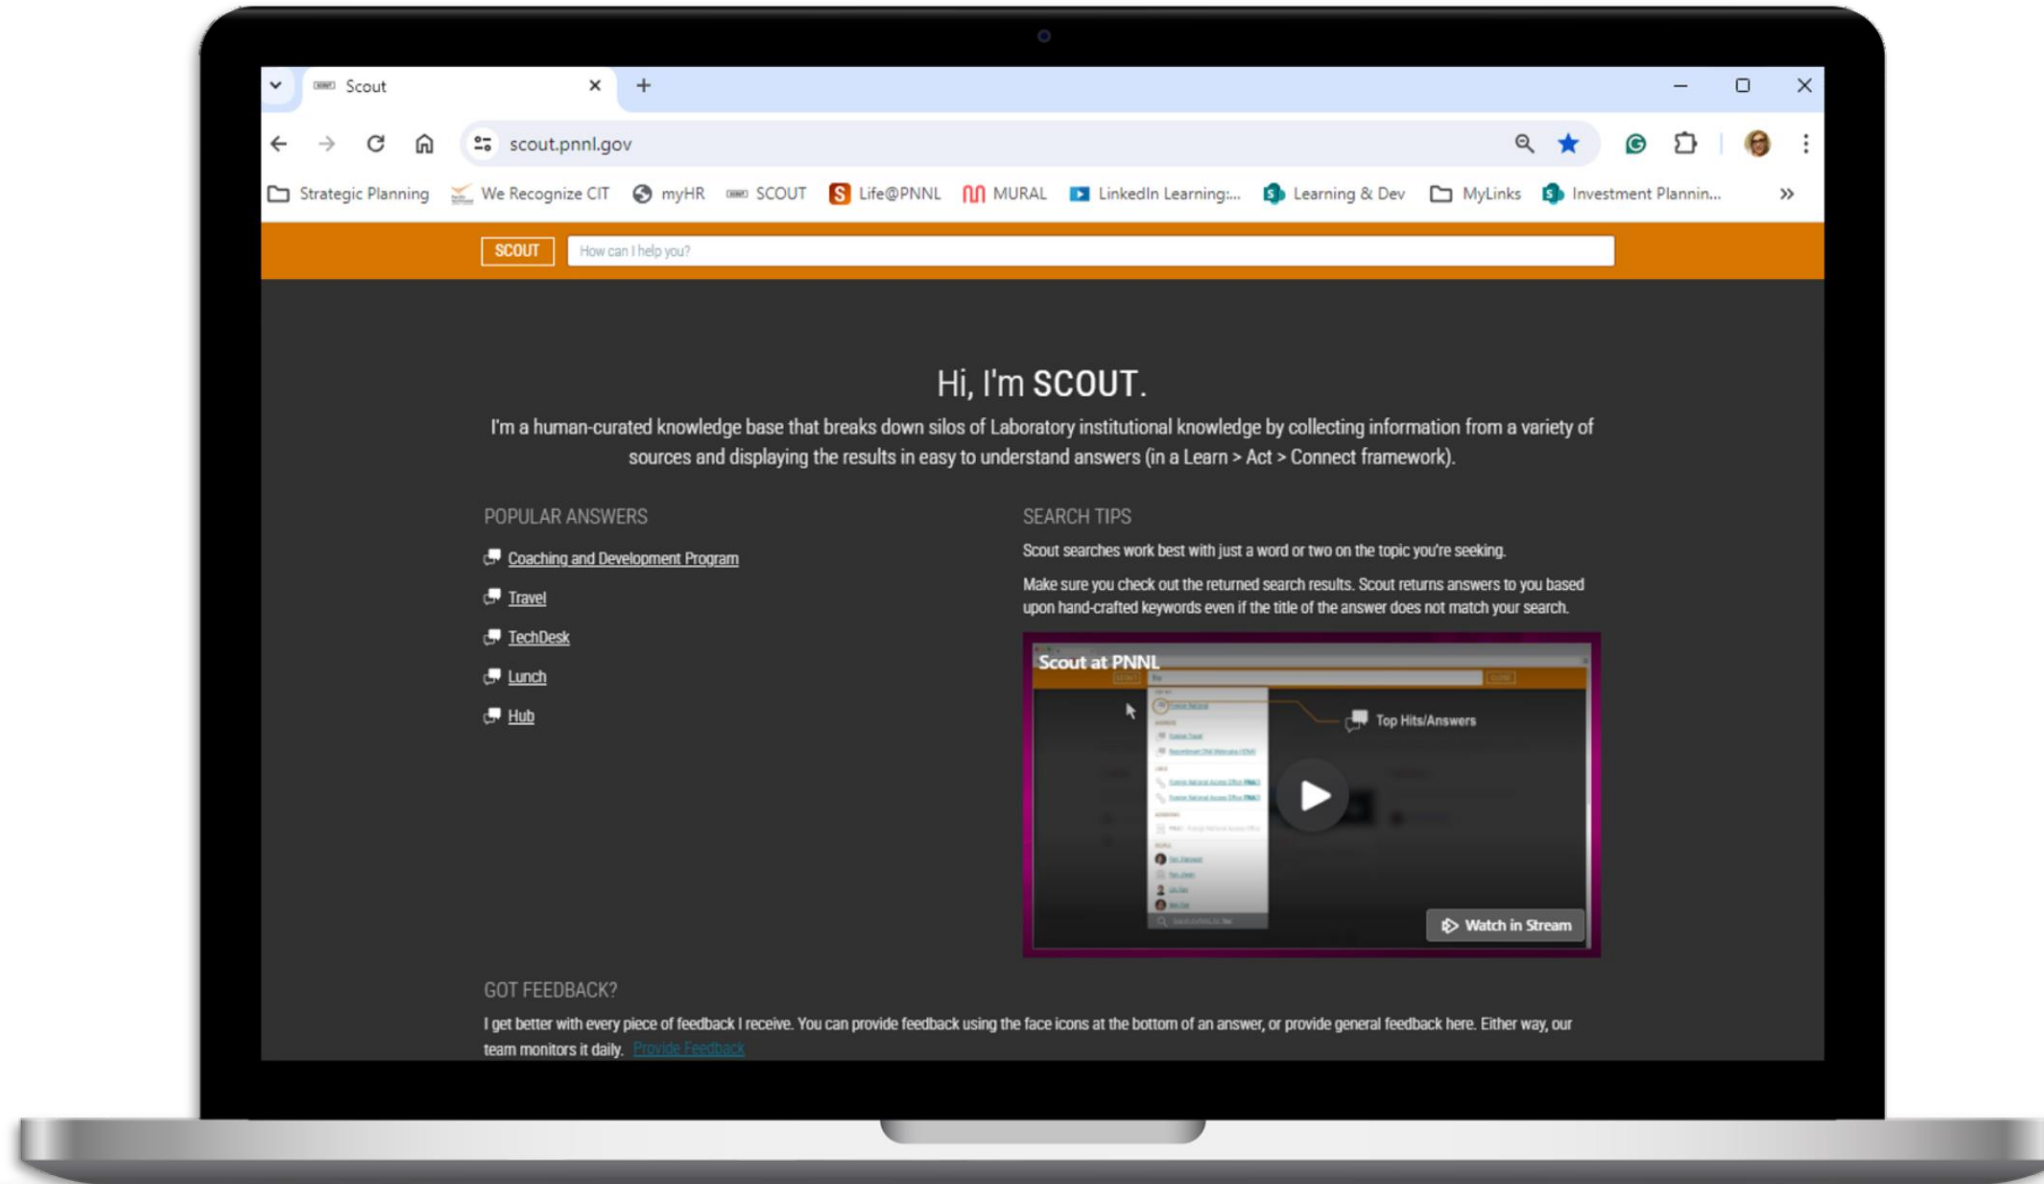 Scout
scout.pnnl.gov
Strategic Planning We Recognize CIT myHR SCOUT Life@PNNL MURAL LinkedIn Learning:... Learning & Dev MyLinks Investment Plannin...
SCOUT How can I help you?
Hi, I'm SCOUT.
I'm a human-curated knowledge base that breaks down silos of Laboratory institutional knowledge by collecting information from a variety of
sources and displaying the results in easy to understand answers (in a Learn > Act > Connect framework).
POPULAR ANSWERS
Coaching and Development Program
Travel
TechDesk
Lunch
Hub
SEARCH TIPS
Scout searches work best with just a word or two on the topic you're seeking.
Make sure you check out the returned search results. Scout returns answers to you based
upon hand-crafted keywords even if the title of the answer does not match your search.
Scout at PNNL
SCOUT
CLOSE
Top Hits/Answers
Watch in Stream
GOT FEEDBACK?
I get better with every piece of feedback I receive. You can provide feedback using the face icons at the bottom of an answer, or provide general feedback here. Either way, our
team monitors it daily. Provide Feedback